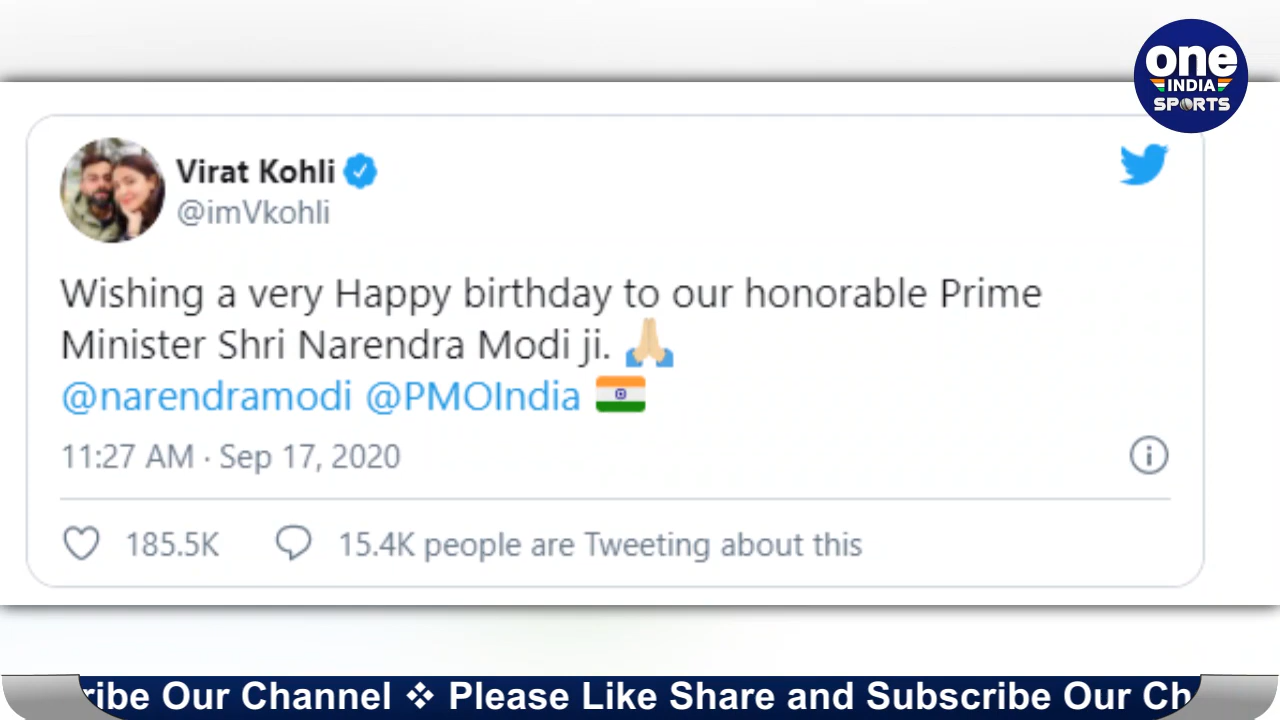 one
INDIA
SPORTS
Virat Kohli
@imVkohli
Wishing a very Happy birthday to our honorable Prime
Minister Shri Narendra Modi ji. 🙏🏼
@narendramodi @PMOIndia 🇮🇳
11:27 AM · Sep 17, 2020
185.5K 15.4K people are Tweeting about this
ribe Our Channel ❖ Please Like Share and Subscribe Our Ch